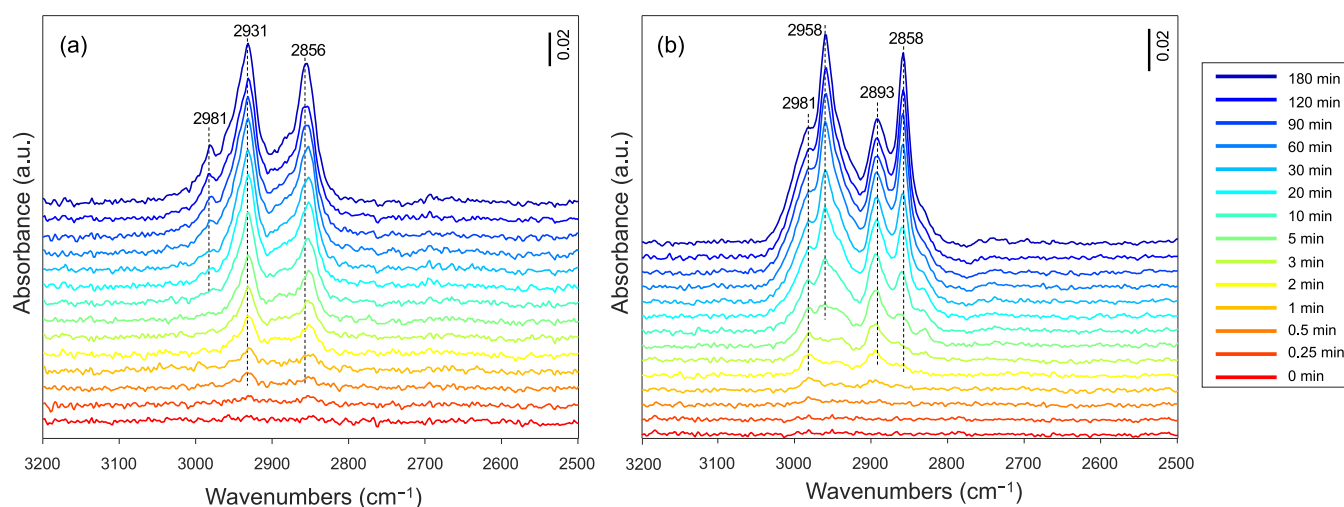 (a)
2931
2856
2981
0.02
Absorbance (a.u.)
3200 3100 3000 2900 2800 2700 2600 2500
Wavenumbers (cm⁻¹)
(b)
2958
2858
2981
2893
0.02
Absorbance (a.u.)
3200 3100 3000 2900 2800 2700 2600 2500
Wavenumbers (cm⁻¹)
180 min
120 min
90 min
60 min
30 min
20 min
10 min
5 min
3 min
2 min
1 min
0.5 min
0.25 min
0 min